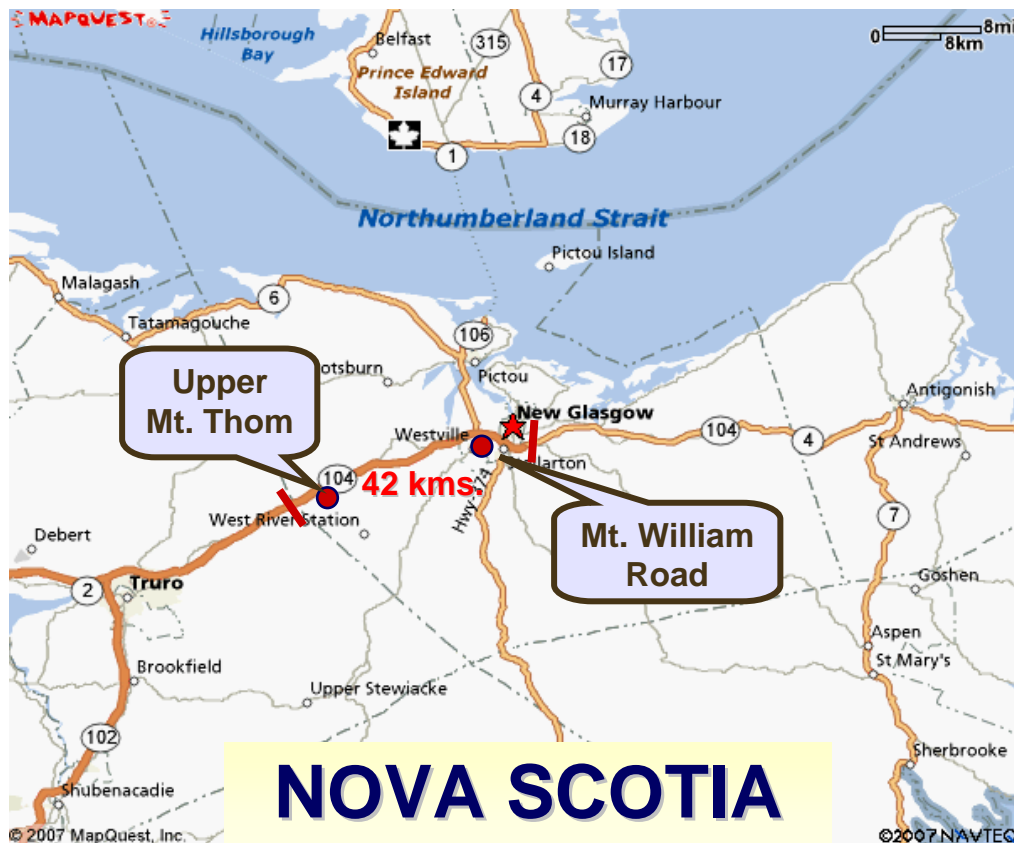 MAPQUEST
Hillsborough
Bay
Belfast
315
17
0
8mi
8km
Prince Edward
Island
4
Murray Harbour
18
1
Northumberland Strait
Pictou Island
Malagash
6
Tatamagouche
106
Pictou
otsburn
Upper
Mt. Thom
New Glasgow
Antigonish
Westville
104
4
St Andrews
larton
104
42 kms.
Hwy 374
West River Station
Mt. William
Road
7
Debert
2
Truro
Goshen
Aspen
St Mary's
Brookfield
Upper Stewiacke
102
Sherbrooke
NOVA SCOTIA
Shubenacadie
© 2007 MapQuest, Inc.
©2007 NAVTEQ